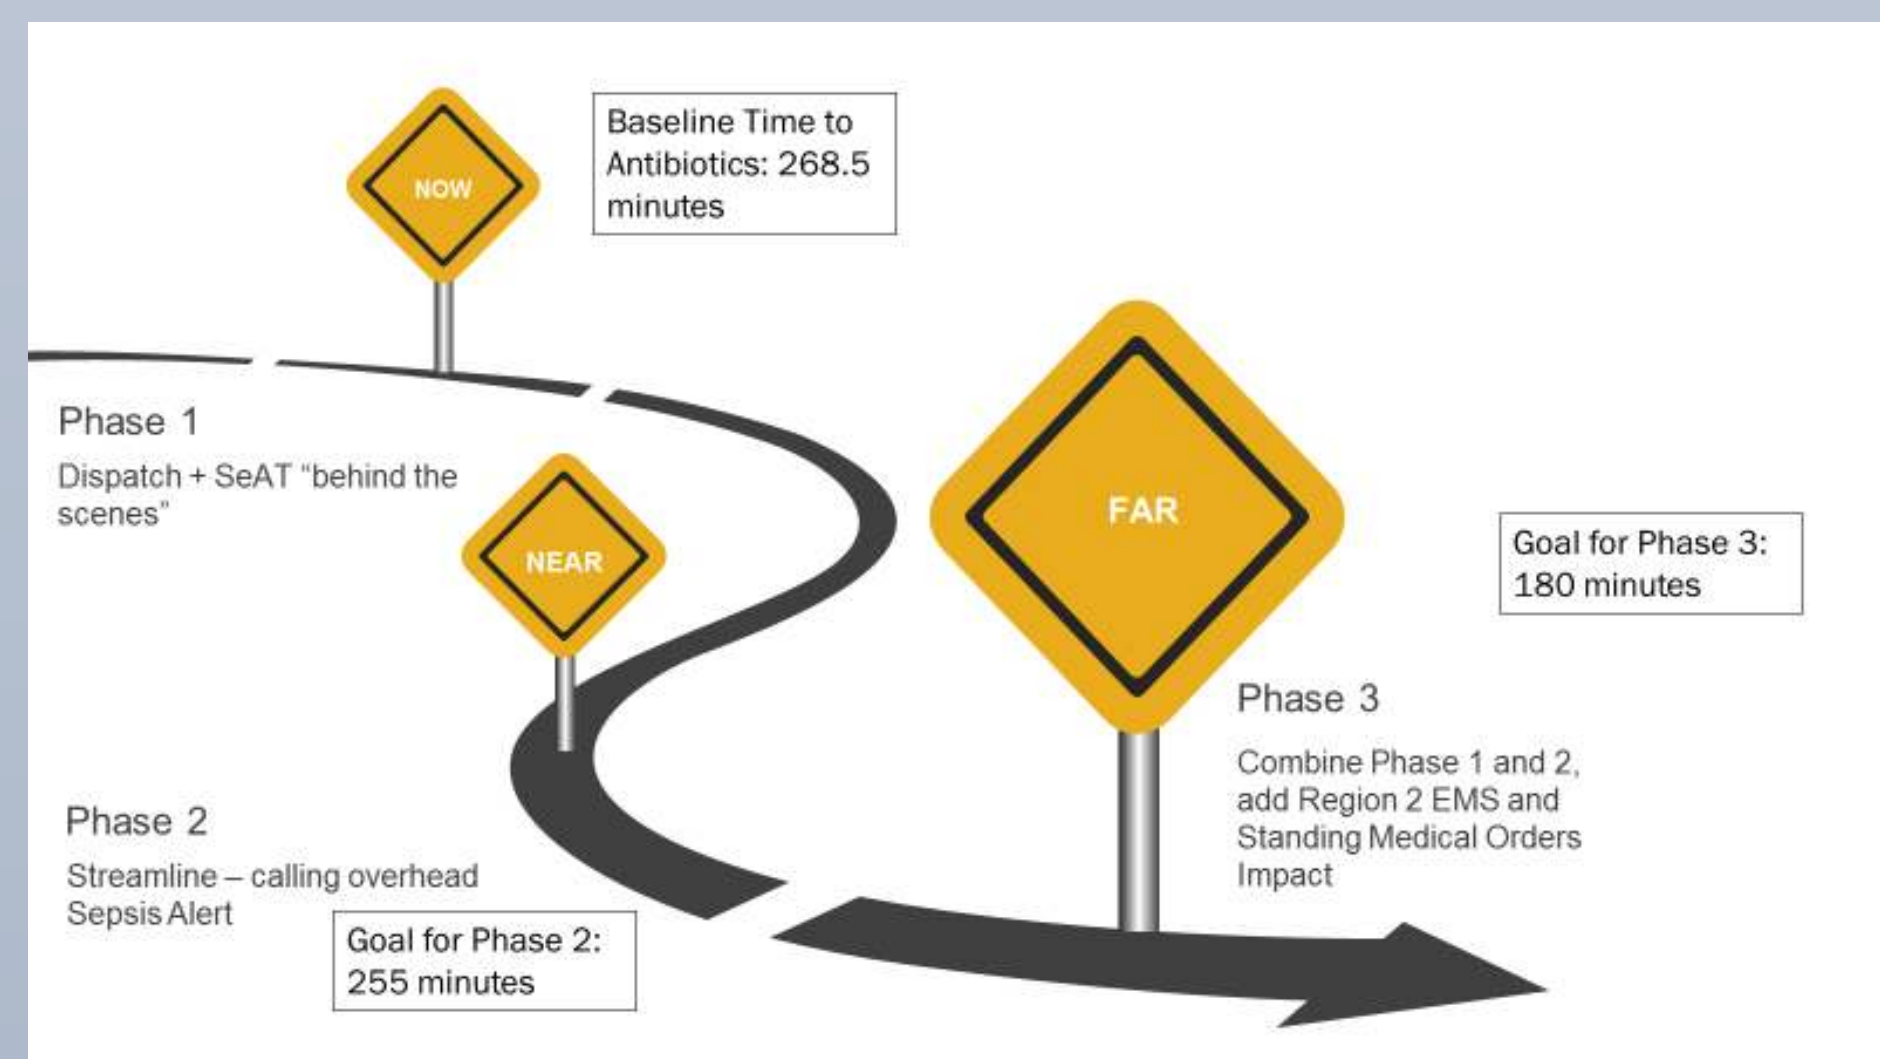 NOW
Baseline Time to
Antibiotics: 268.5
minutes
Phase 1
Dispatch + SeAT “behind the
scenes”
NEAR
FAR
Goal for Phase 3:
180 minutes
Phase 3
Combine Phase 1 and 2,
add Region 2 EMS and
Standing Medical Orders
Impact
Phase 2
Streamline – calling overhead
Sepsis Alert
Goal for Phase 2:
255 minutes